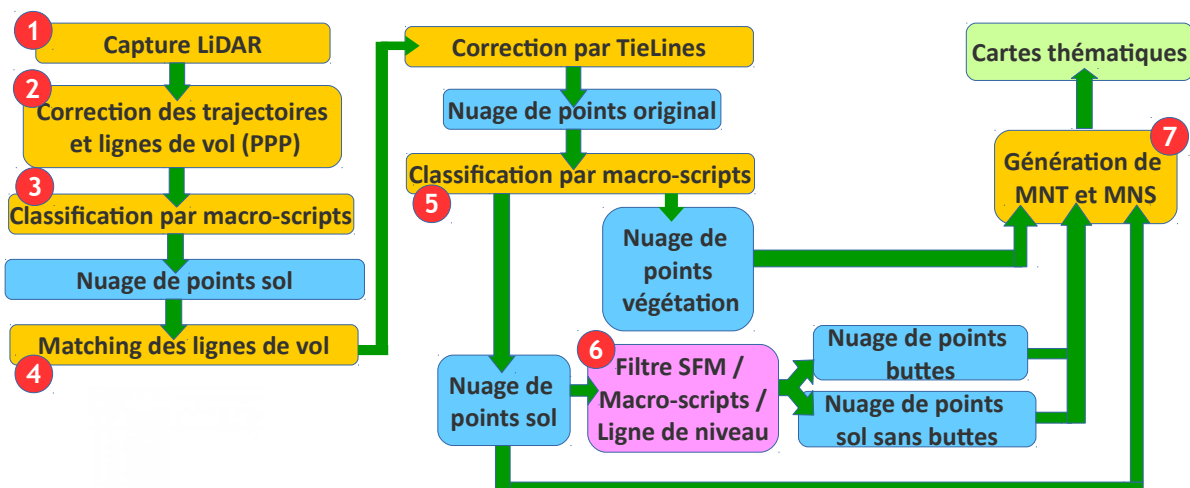 1
Capture LiDAR
2
Correction des trajectoires
et lignes de vol (PPP)
3
Classification par macro-scripts
Nuage de points sol
Matching des lignes de vol
4
Correction par TieLines
Nuage de points original
Classification par macro-scripts
5
Nuage de
points
végétation
Nuage de
points sol
6
Filtre SFM /
Macro-scripts /
Ligne de niveau
Nuage de points
buttes
Nuage de points
sol sans buttes
Cartes thématiques
7
Génération de
MNT et MNS